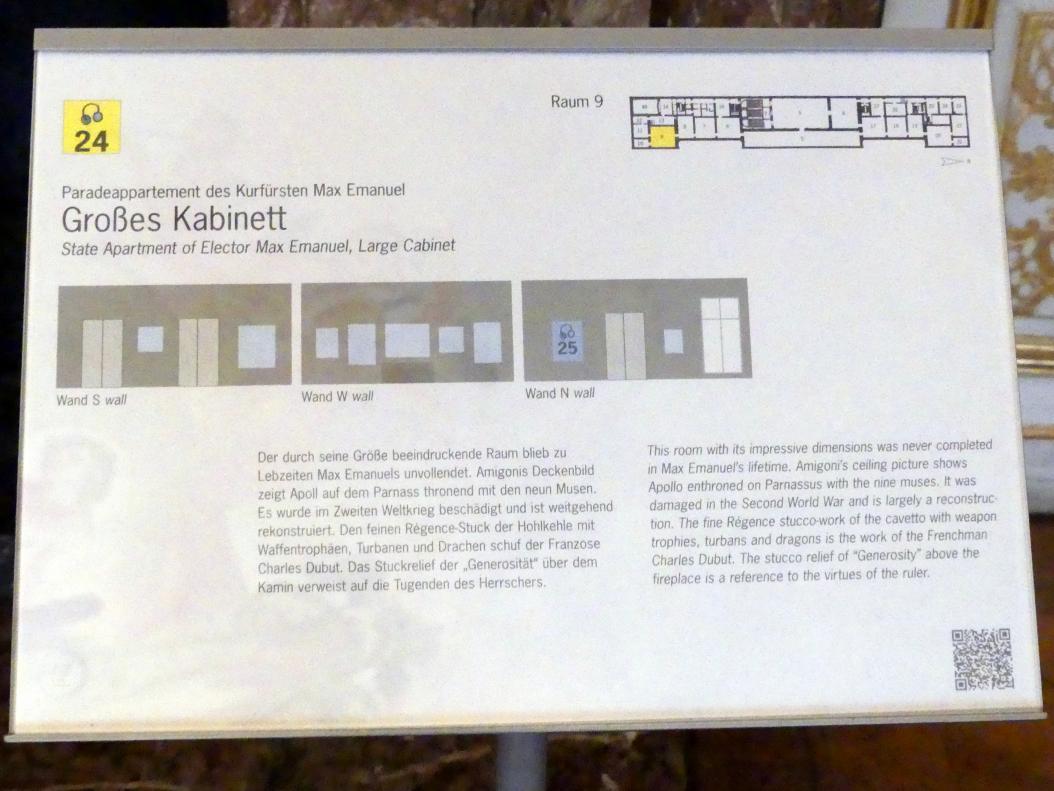 24
Raum 9
Paradeappartement des Kurfürsten Max Emanuel
Großes Kabinett
State Apartment of Elector Max Emanuel, Large Cabinet
25
Wand S wall
Wand W wall
Wand N wall
Der durch seine Größe beeindruckende Raum blieb zu
Lebzeiten Max Emanuels unvollendet. Amigonis Deckenbild
zeigt Apoll auf dem Parnass thronend mit den neun Musen.
Es wurde im Zweiten Weltkrieg beschädigt und ist weitgehend
rekonstruiert. Den feinen Régence-Stuck der Hohlkehle mit
Waffentrophäen, Turbanen und Drachen schuf der Franzose
Charles Dubut. Das Stuckrelief der „Generosität“ über dem
Kamin verweist auf die Tugenden des Herrschers.
This room with its impressive dimensions was never completed
in Max Emanuel's lifetime. Amigoni's ceiling picture shows
Apollo enthroned on Parnassus with the nine muses. It was
damaged in the Second World War and is largely a reconstruc-
tion. The fine Régence stucco-work of the cavetto with weapon
trophies, turbans and dragons is the work of the Frenchman
Charles Dubut. The stucco relief of “Generosity” above the
fireplace is a reference to the virtues of the ruler.